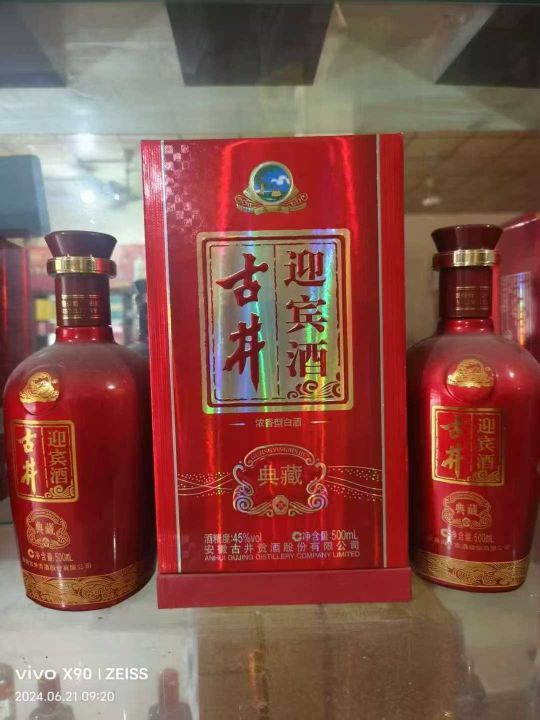 古井
迎宾酒
浓香型白酒
典藏
酒精度:45%vol 净含量:500mL
安徽古井贡酒股份有限公司
ANHUI GUJING DISTILLERY COMPANY LIMITED
古井
迎宾酒
典藏
净含量:500mL
古井
迎宾酒
典藏
净含量:500mL
vivo X90 | ZEISS
2024.06.21 09:20